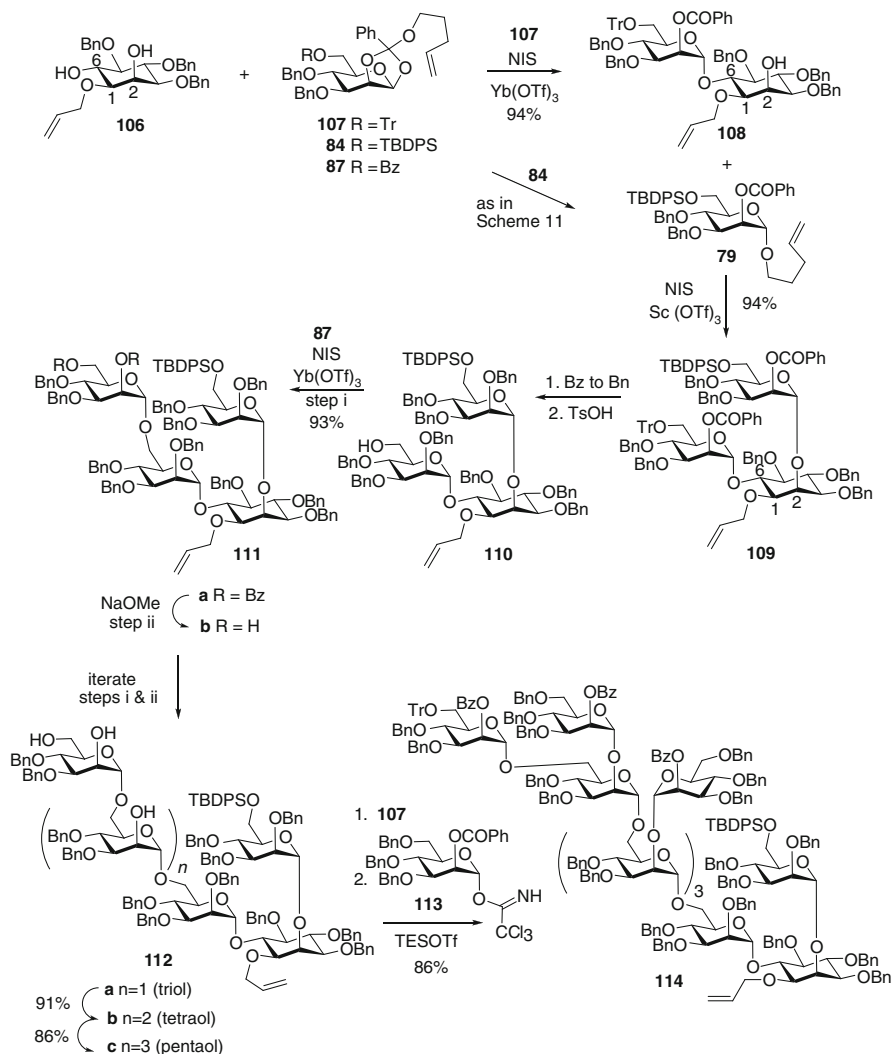 BnO
OH
HO
6
OBn
OBn
O
1
2
106
+
Ph
O
O
RO
O
BnO
BnO
O
107 R = Tr
84 R = TBDPS
87 R = Bz
107
NIS
Yb(OTf)3
94%
TrO
OCOPh
BnO
BnO
O
BnO
OH
O
6
OBn
OBn
O
1
2
108
+
84
as in
Scheme 11
TBDPSO
OCOPh
BnO
BnO
O
O
79
NIS
Sc (OTf)3
94%
TBDPSO
OCOPh
BnO
BnO
O
TrO
OCOPh
BnO
BnO
O
BnO
O
O
6
OBn
OBn
O
1
2
109
1. Bz to Bn
2. TsOH
TBDPSO
OBn
BnO
BnO
O
HO
OBn
BnO
BnO
O
BnO
O
O
OBn
OBn
O
110
87
NIS
Yb(OTf)3
step i
93%
RO
OR
BnO
BnO
O
O
TBDPSO
OBn
BnO
BnO
O
OBn
BnO
BnO
O
BnO
O
O
OBn
OBn
O
111
a R = Bz
b R = H
NaOMe
step ii
iterate
steps i & ii
HO
OH
BnO
BnO
O
O
OH
BnO
BnO
O
O
n
TBDPSO
OBn
BnO
BnO
O
OBn
BnO
BnO
O
BnO
O
O
OBn
OBn
O
112
a n=1 (triol)
91%
b n=2 (tetraol)
86%
c n=3 (pentaol)
1. 107
2.
BnO
OCOPh
BnO
BnO
O
O
NH
CCl3
113
TESOTf
86%
TrO
BzO
BnO
BnO
O
O
BnO
OBz
BnO
BnO
O
O
BnO
BnO
O
O
BzO
O
OBn
OBn
OBn
O
BnO
BnO
O
O
3
TBDPSO
OBn
BnO
BnO
O
OBn
BnO
BnO
O
BnO
O
O
OBn
OBn
O
114